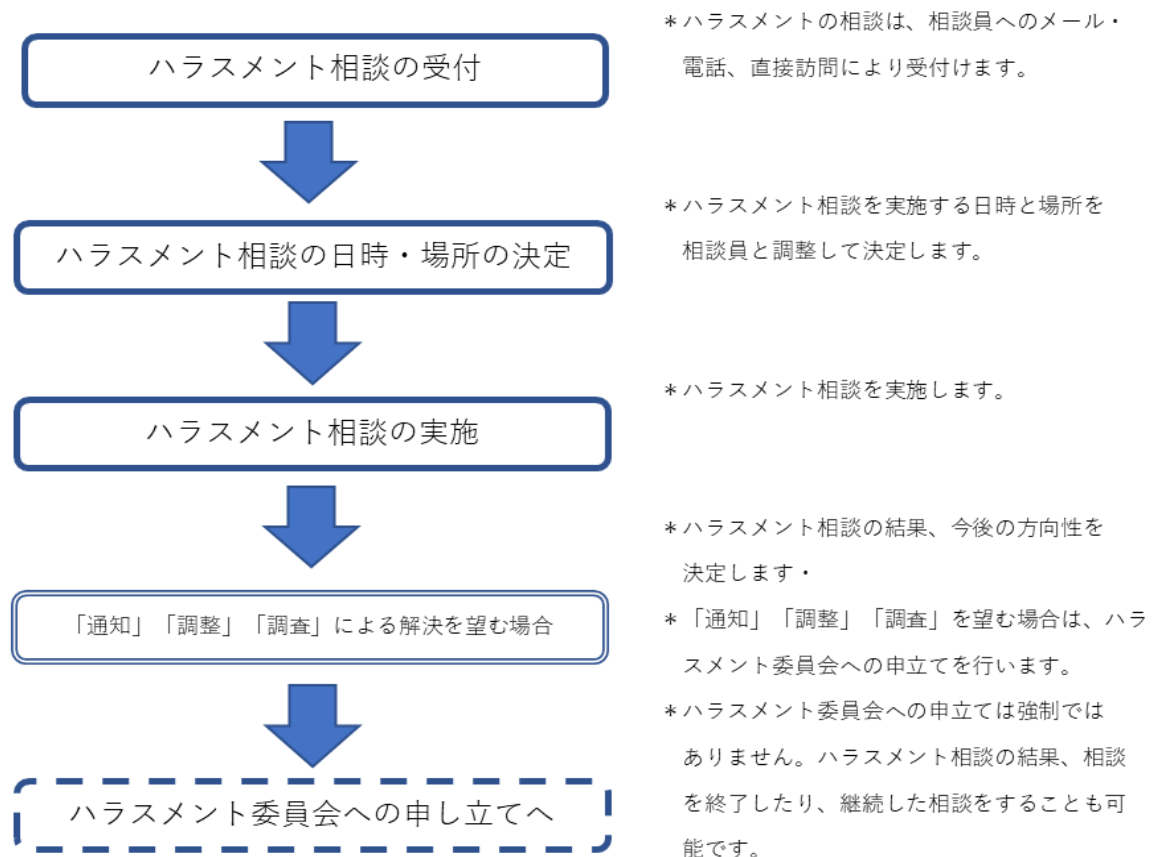 ハラスメント相談の受付
＊ハラスメントの相談は、相談員へのメール・
電話、直接訪問により受付けます。
ハラスメント相談の日時・場所の決定
＊ハラスメント相談を実施する日時と場所を
相談員と調整して決定します。
ハラスメント相談の実施
＊ハラスメント相談を実施します。
「通知」「調整」「調査」による解決を望む場合
＊ハラスメント相談の結果、今後の方向性を
決定します・
＊「通知」「調整」「調査」を望む場合は、ハラ
スメント委員会への申立てを行います。
＊ハラスメント委員会への申立ては強制では
ありません。ハラスメント相談の結果、相談
を終了したり、継続した相談をすることも可
能です。
ハラスメント委員会への申し立てへ